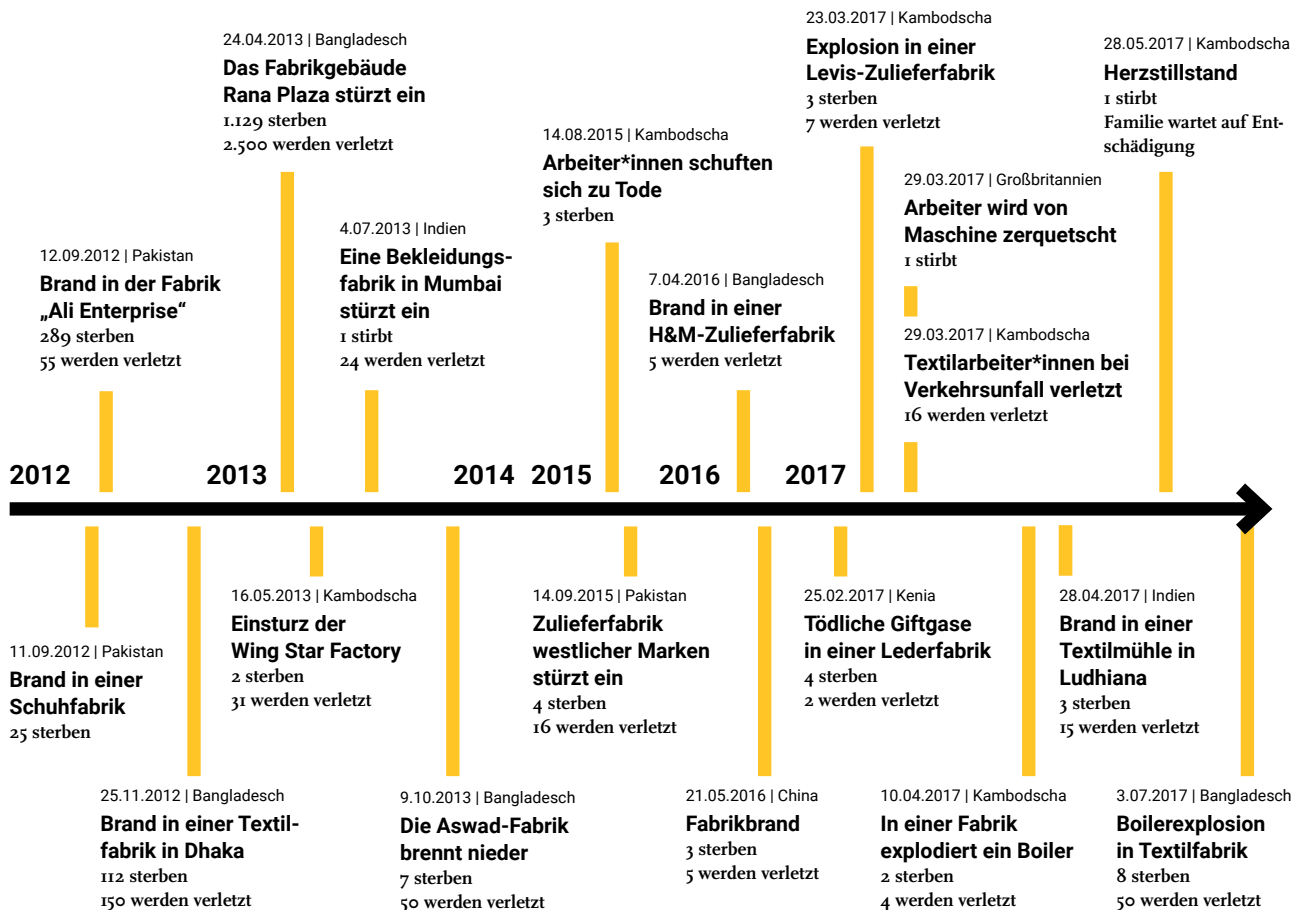 24.04.2013 | Bangladesch
Das Fabrikgebäude
Rana Plaza stürzt ein
1.129 sterben
2.500 werden verletzt
23.03.2017 | Kambodscha
Explosion in einer
Levis-Zulieferfabrik
3 sterben
7 werden verletzt
28.05.2017 | Kambodscha
Herzstillstand
1 stirbt
Familie wartet auf Ent-
schädigung
14.08.2015 | Kambodscha
Arbeiter*innen schuften
sich zu Tode
3 sterben
29.03.2017 | Großbritannien
Arbeiter wird von
Maschine zerquetscht
1 stirbt
12.09.2012 | Pakistan
Brand in der Fabrik
„Ali Enterprise“
289 sterben
55 werden verletzt
4.07.2013 | Indien
Eine Bekleidungs-
fabrik in Mumbai
stürzt ein
1 stirbt
24 werden verletzt
7.04.2016 | Bangladesch
Brand in einer
H&M-Zulieferfabrik
5 werden verletzt
29.03.2017 | Kambodscha
Textilarbeiter*innen bei
Verkehrsunfall verletzt
16 werden verletzt
2012 2013 2014 2015 2016 2017
11.09.2012 | Pakistan
Brand in einer
Schuhfabrik
25 sterben
16.05.2013 | Kambodscha
Einsturz der
Wing Star Factory
2 sterben
31 werden verletzt
14.09.2015 | Pakistan
Zulieferfabrik
westlicher Marken
stürzt ein
4 sterben
16 werden verletzt
25.02.2017 | Kenia
Tödliche Giftgase
in einer Lederfabrik
4 sterben
2 werden verletzt
28.04.2017 | Indien
Brand in einer
Textilmühle in
Ludhiana
3 sterben
15 werden verletzt
25.11.2012 | Bangladesch
Brand in einer Textil-
fabrik in Dhaka
112 sterben
150 werden verletzt
9.10.2013 | Bangladesch
Die Aswad-Fabrik
brennt nieder
7 sterben
50 werden verletzt
21.05.2016 | China
Fabrikbrand
3 sterben
5 werden verletzt
10.04.2017 | Kambodscha
In einer Fabrik
explodiert ein Boiler
2 sterben
4 werden verletzt
3.07.2017 | Bangladesch
Boilerexplosion
in Textilfabrik
8 sterben
50 werden verletzt